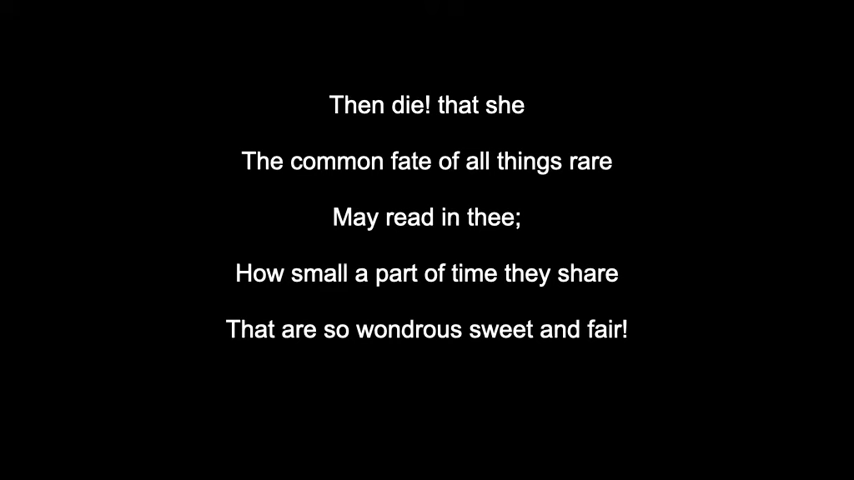 Then die! that she
The common fate of all things rare
May read in thee;
How small a part of time they share
That are so wondrous sweet and fair!